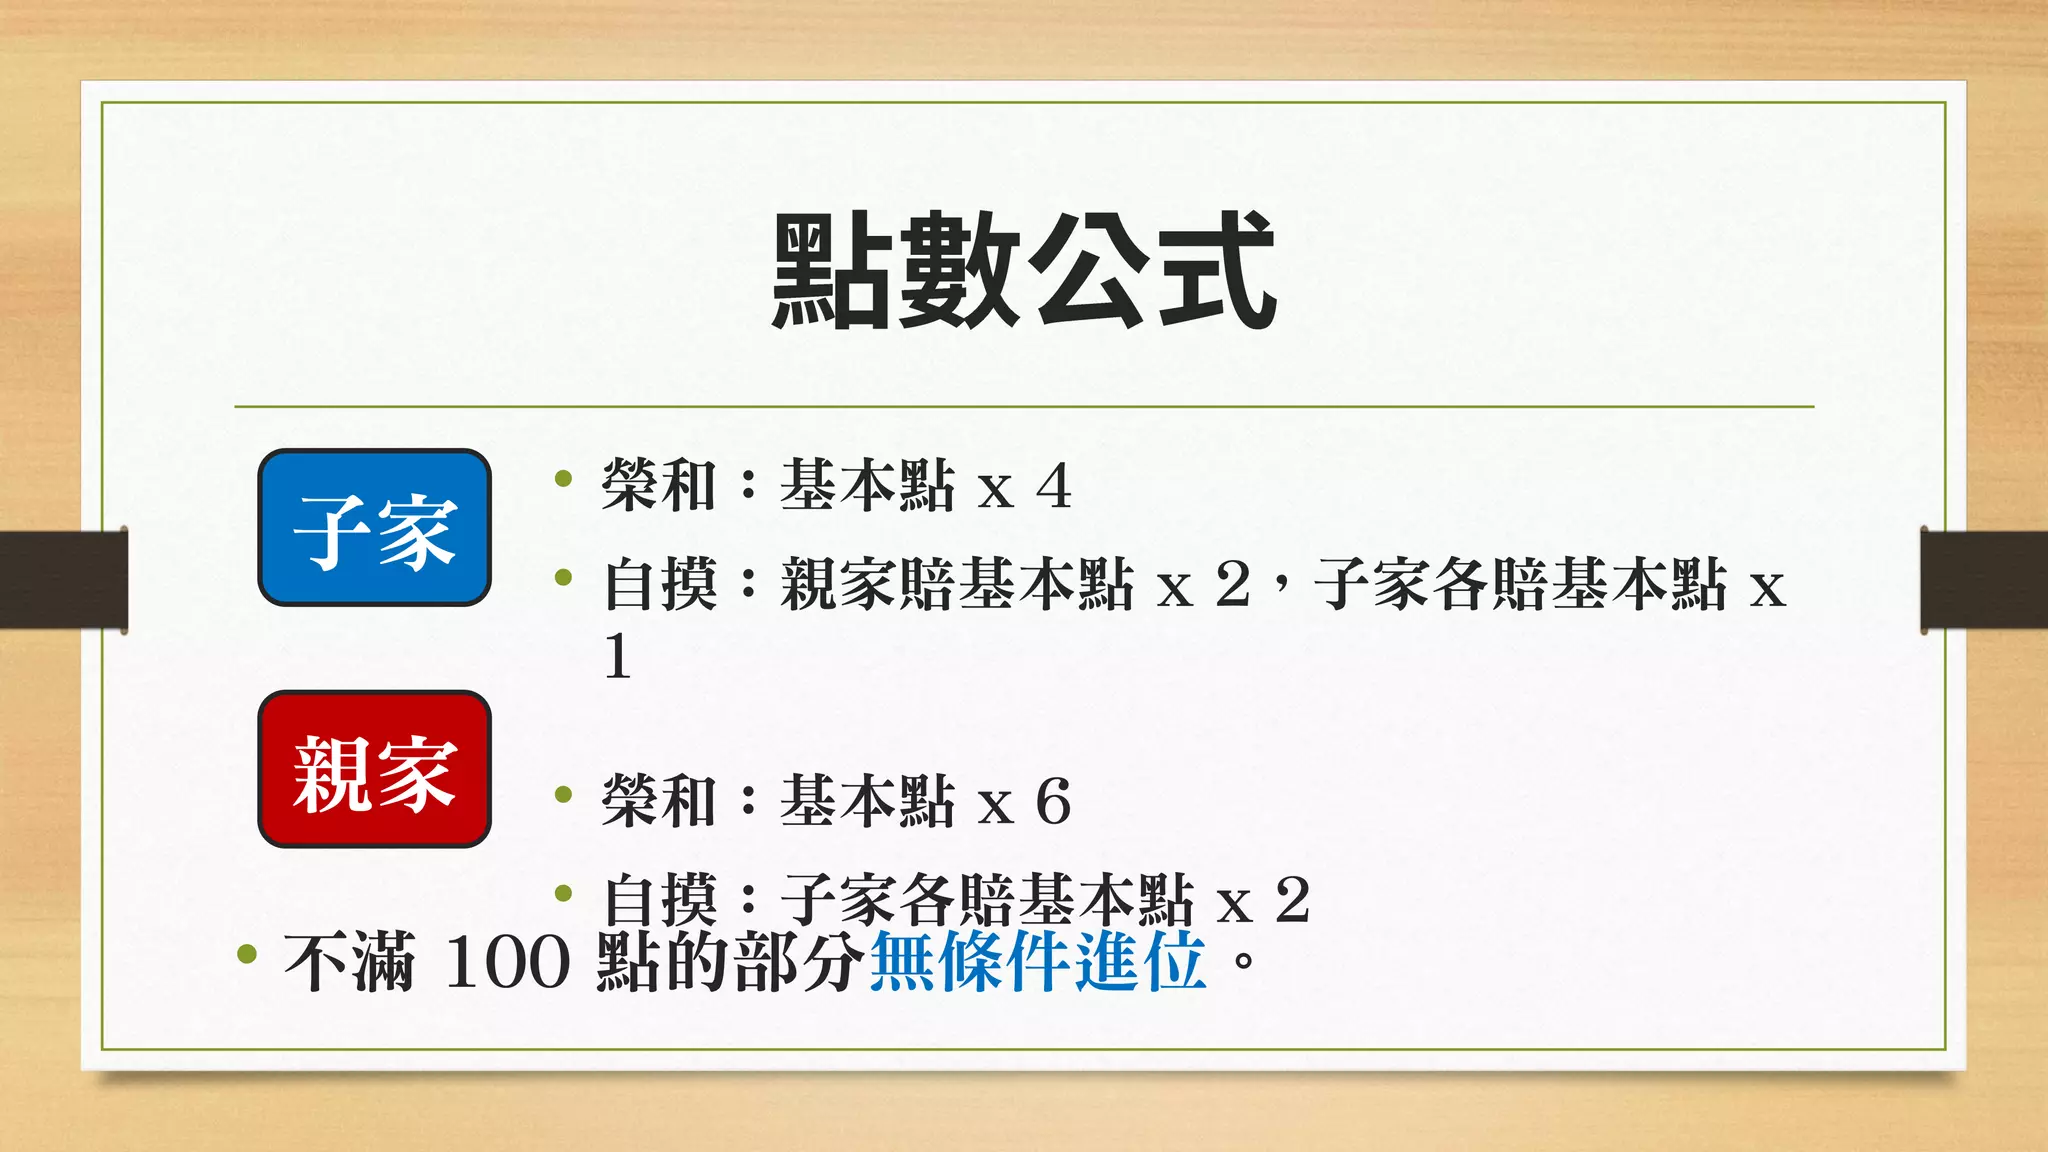 點數公式
子家
• 榮和：基本點 x 4
• 自摸：親家賠基本點 x 2，子家各賠基本點 x
1
親家
• 榮和：基本點 x 6
• 自摸：子家各賠基本點 x 2
• 不滿 100 點的部分無條件進位。